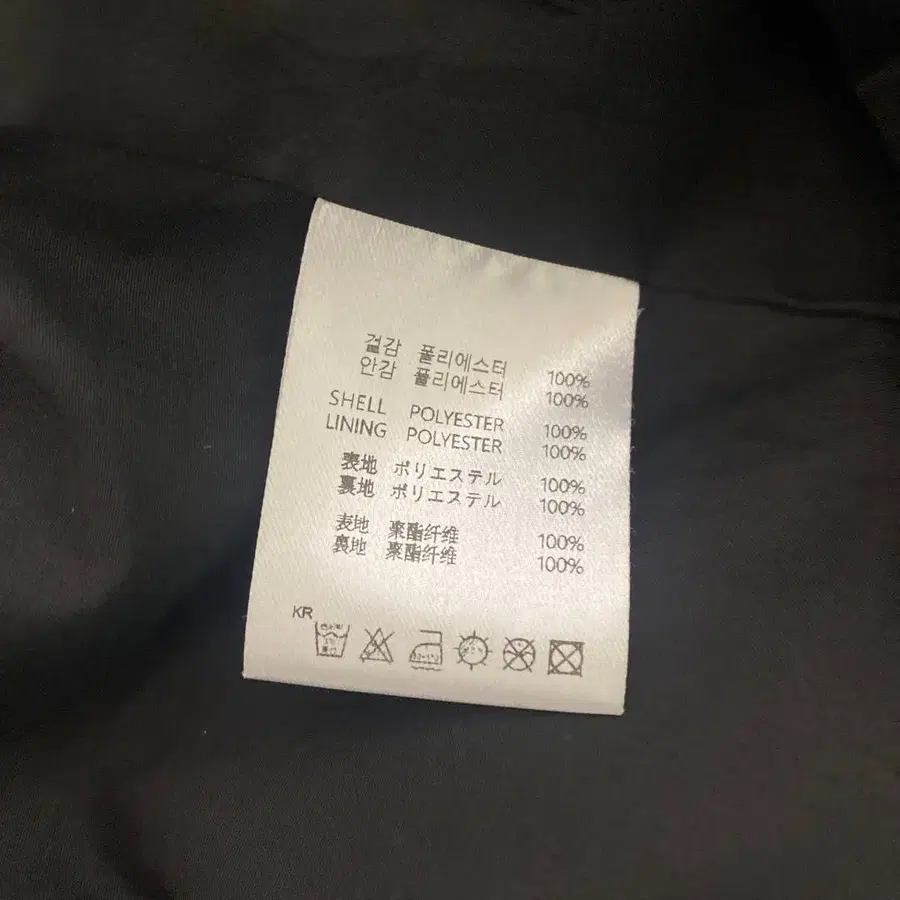 겉감 폴리에스터 100%
안감 폴리에스터 100%
SHELL POLYESTER 100%
LINING POLYESTER 100%
表地 ポリエステル 100%
裏地 ポリエステル 100%
表地 聚酯纤维 100%
裏地 聚酯纤维 100%
KR